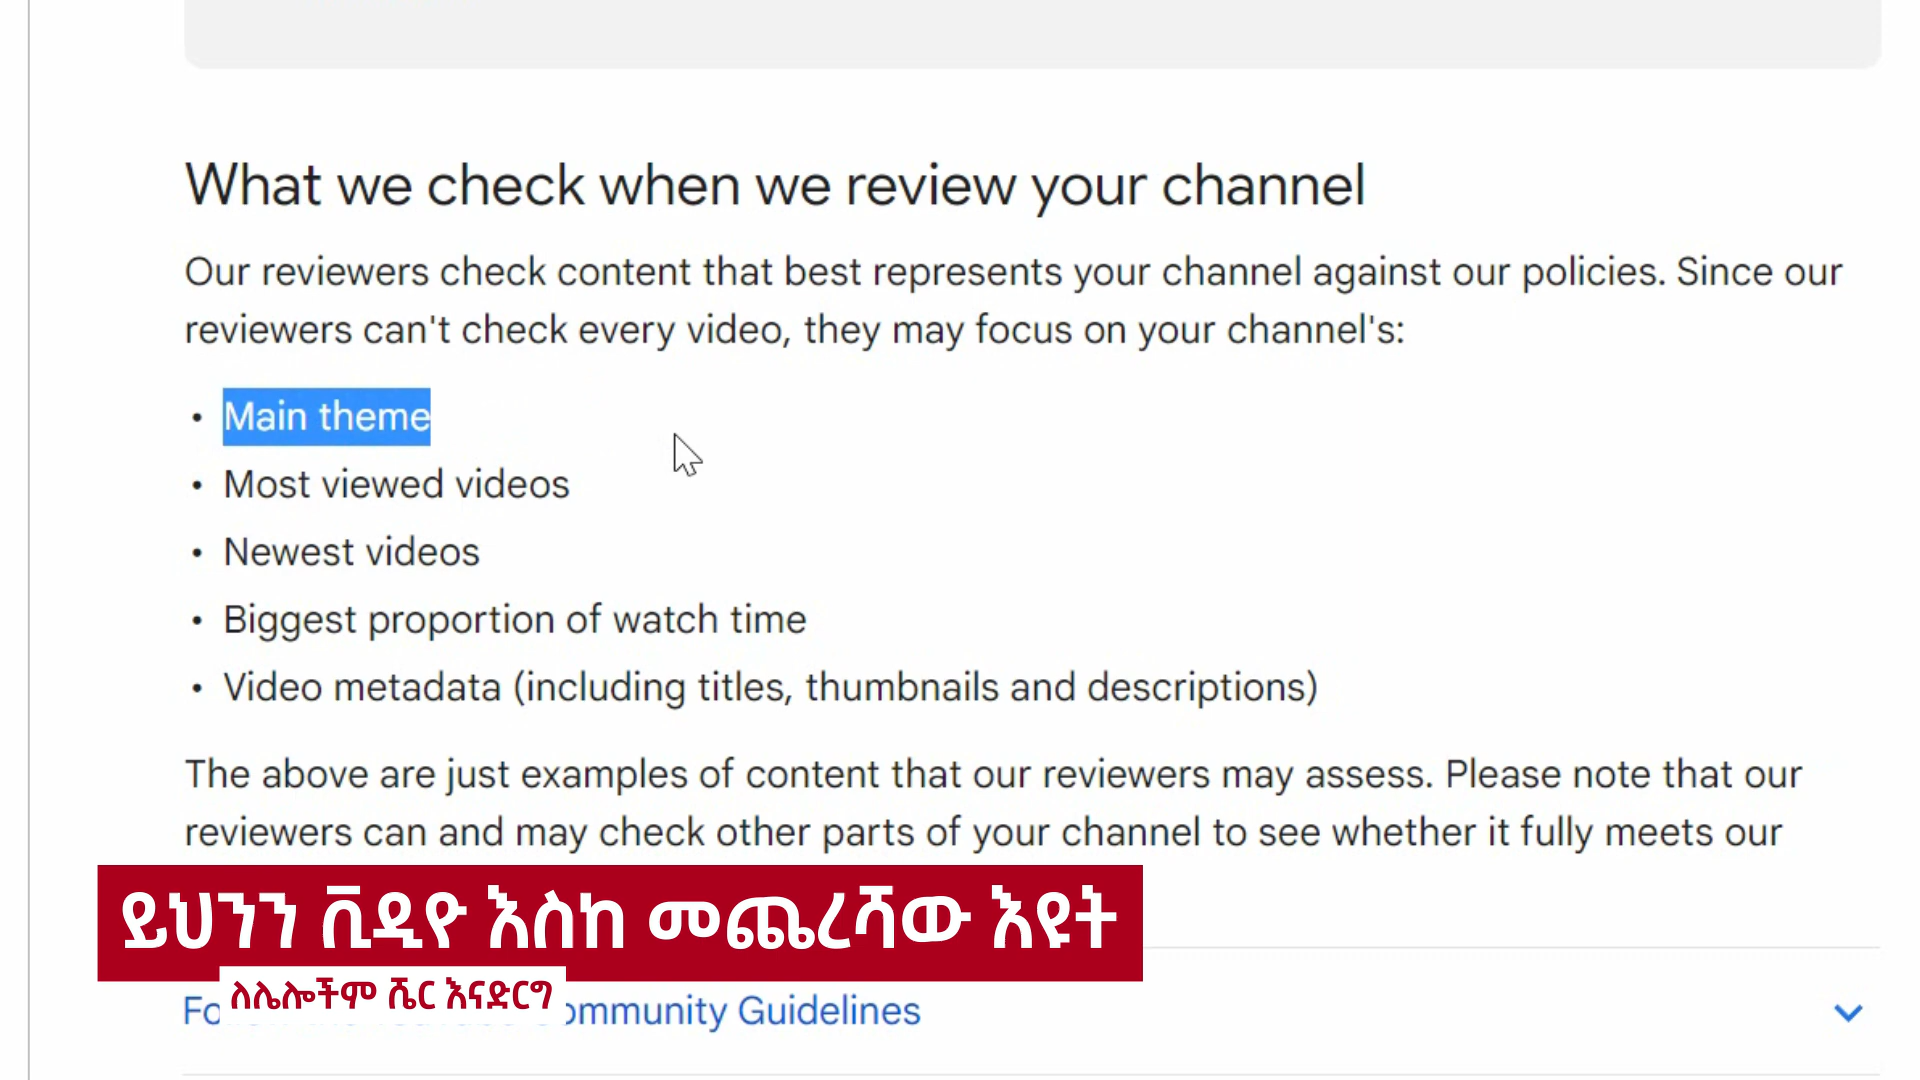 What we check when we review your channel
Our reviewers check content that best represents your channel against our policies. Since our
reviewers can't check every video, they may focus on your channel's:
• Main theme
• Most viewed videos
• Newest videos
• Biggest proportion of watch time
• Video metadata (including titles, thumbnails and descriptions)
The above are just examples of content that our reviewers may assess. Please note that our
reviewers can and may check other parts of your channel to see whether it fully meets our
ይህንን ቪዲዮ እስከ መጨረሻው እዩት
ለሌሎችም ሼር እናድርግ
Community Guidelines